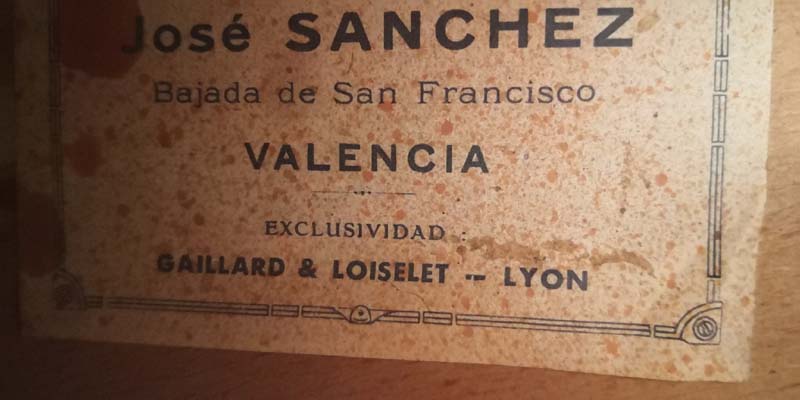 José SANCHEZ
Bajada de San Francisco
VALENCIA
EXCLUSIVIDAD :
GAILLARD & LOISELET -- LYON